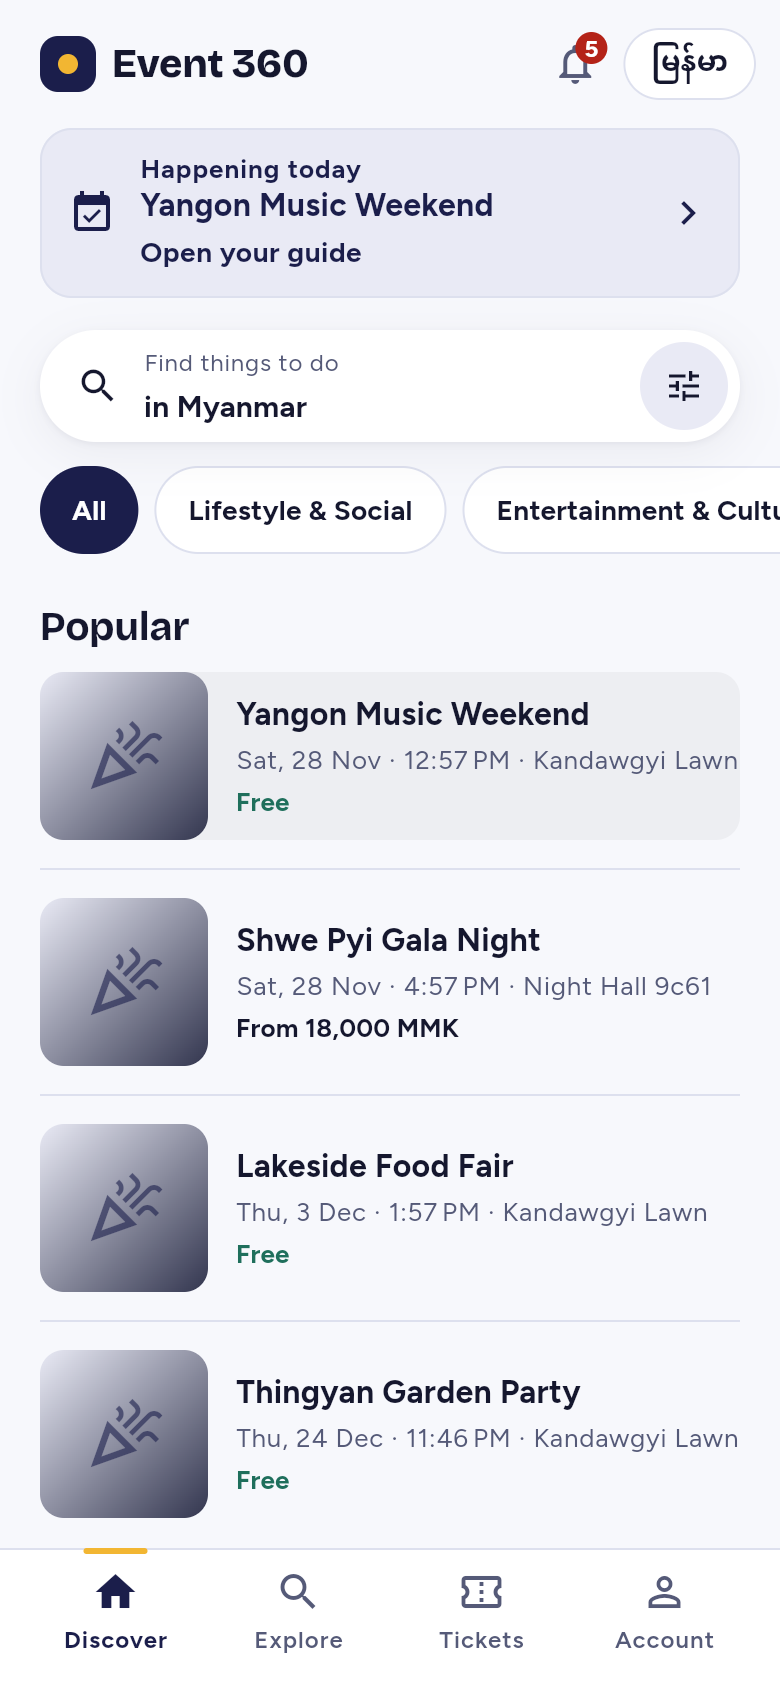 Event 360
5
မြန်မာ
Happening today
Yangon Music Weekend
Open your guide
Find things to do
in Myanmar
All
Lifestyle & Social
Entertainment & Cultu
Popular
Yangon Music Weekend
Sat, 28 Nov · 12:57 PM · Kandawgyi Lawn
Free
Shwe Pyi Gala Night
Sat, 28 Nov · 4:57 PM · Night Hall 9c61
From 18,000 MMK
Lakeside Food Fair
Thu, 3 Dec · 1:57 PM · Kandawgyi Lawn
Free
Thingyan Garden Party
Thu, 24 Dec · 11:46 PM · Kandawgyi Lawn
Free
Discover
Explore
Tickets
Account